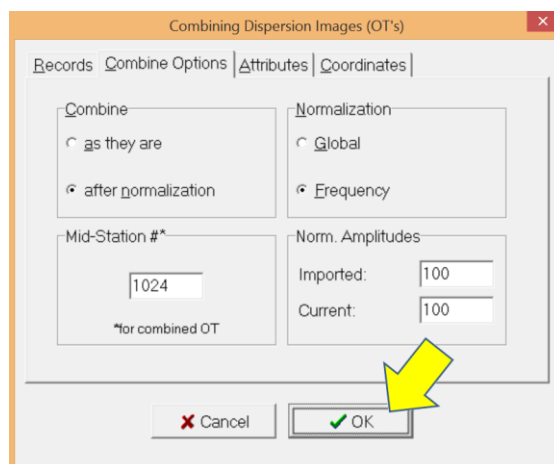 Combining Dispersion Images (OT's)
Records Combine Options Attributes Coordinates
Combine
as they are
after normalization
Normalization
Global
Frequency
Mid-Station #*
1024
*for combined OT
Norm. Amplitudes
Imported: 100
Current: 100
Cancel
OK